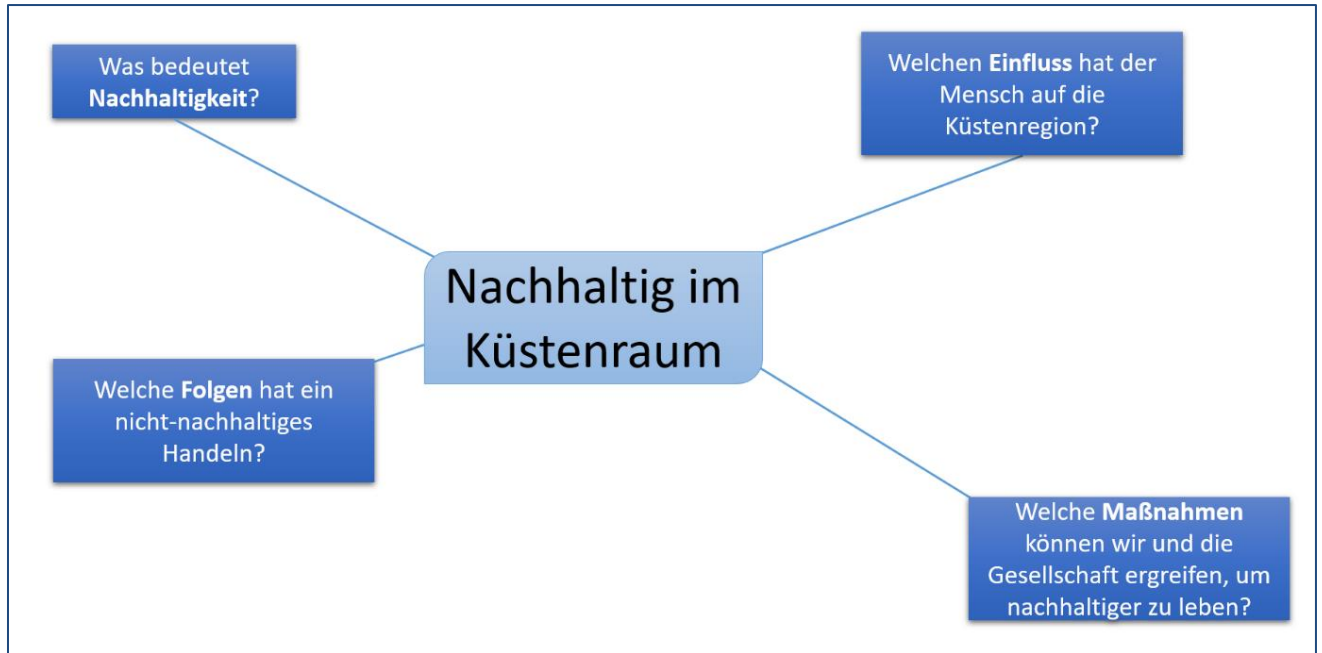 Was bedeutet
Nachhaltigkeit?
Welchen Einfluss hat der
Mensch auf die
Küstenregion?
Nachhaltig im
Küstenraum
Welche Folgen hat ein
nicht-nachhaltiges
Handeln?
Welche Maßnahmen
können wir und die
Gesellschaft ergreifen, um
nachhaltiger zu leben?